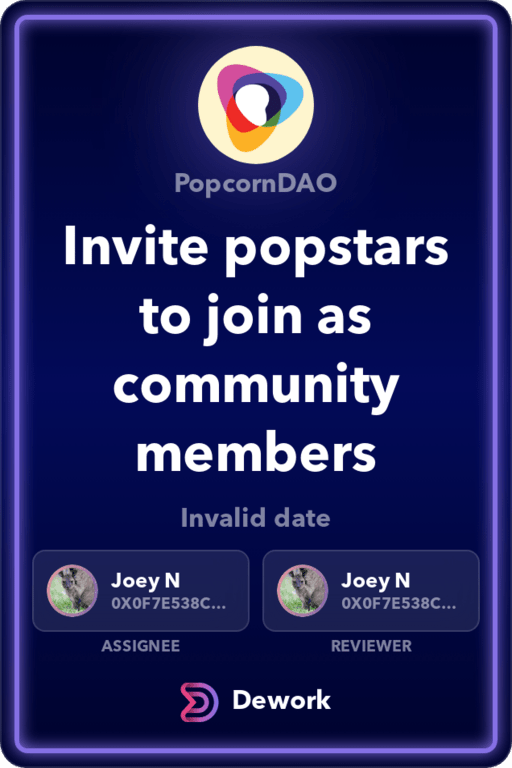 PopcornDAO
Invite popstars
to join as
community
members
Invalid date
Joey N
0X0F7E538C...
ASSIGNEE
Joey N
0X0F7E538C...
REVIEWER
Dework